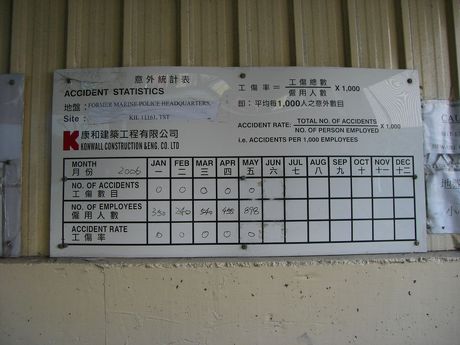 意外統計表
ACCIDENT STATISTICS
地盤: FORMER MARINE-POLICE HEADQUARTERS,
Site: KIL 11161, TST
康和建築工程有限公司
KONWALL CONSTRUCTION & ENG. CO. LTD
工傷率 = 工傷總數 / 僱用人數 X 1,000
即: 平均每1,000人之意外數目
ACCIDENT RATE: TOTAL NO. OF ACCIDENTS / NO. OF PERSON EMPLOYED X 1,000
i.e. ACCIDENTS PER 1,000 EMPLOYEES
MONTH 2006 JAN FEB MAR APR MAY JUN JUL AUG SEP OCT NOV DEC
月份 一 二 三 四 五 六 七 八 九 十 十一 十二
NO. OF ACCIDENTS 0 0 0 0 0
工傷數目
NO. OF EMPLOYEES
僱用人數
ACCIDENT RATE 0 0 0 0 0
工傷率